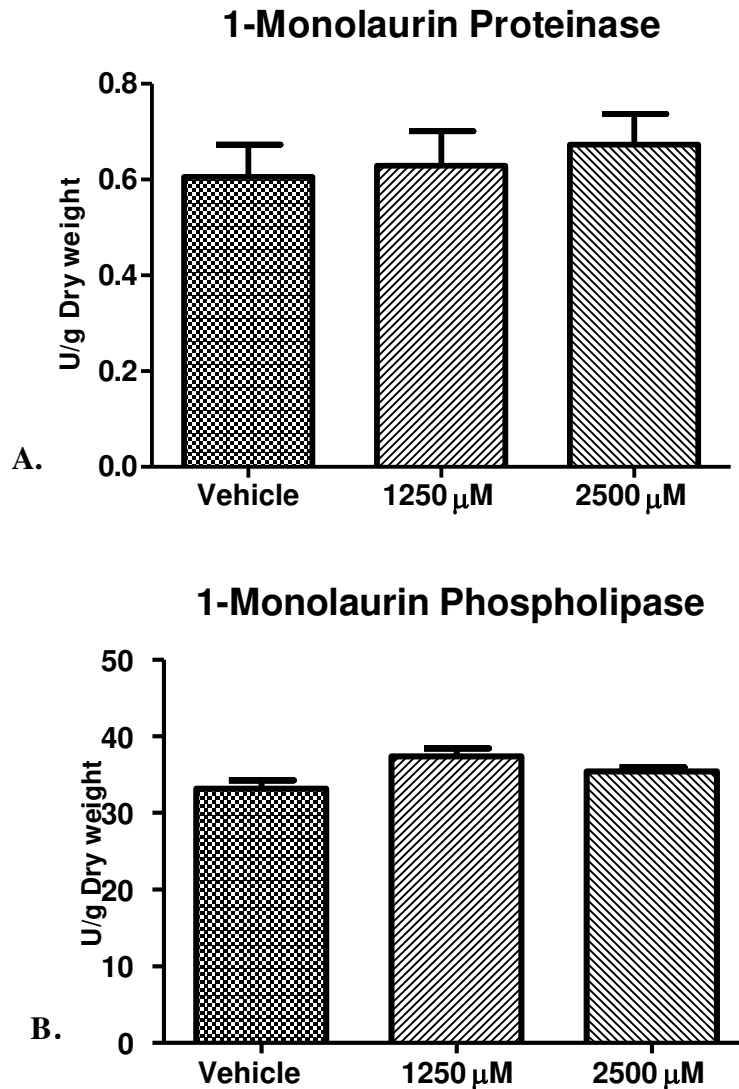 1-Monolaurin Proteinase
0.8
0.6
0.4
0.2
0.0
U/g Dry weight
A.
Vehicle
1250 μM
2500 μM
1-Monolaurin Phospholipase
50
40
30
20
10
0
U/g Dry weight
B.
Vehicle
1250 μM
2500 μM